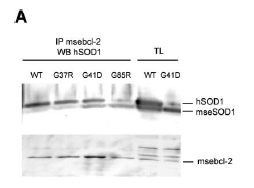 A
IP msebcl-2
WB hSOD1
TL
WT G37R G41D G85R WT G41D
hSOD1
mseSOD1
msebcl-2